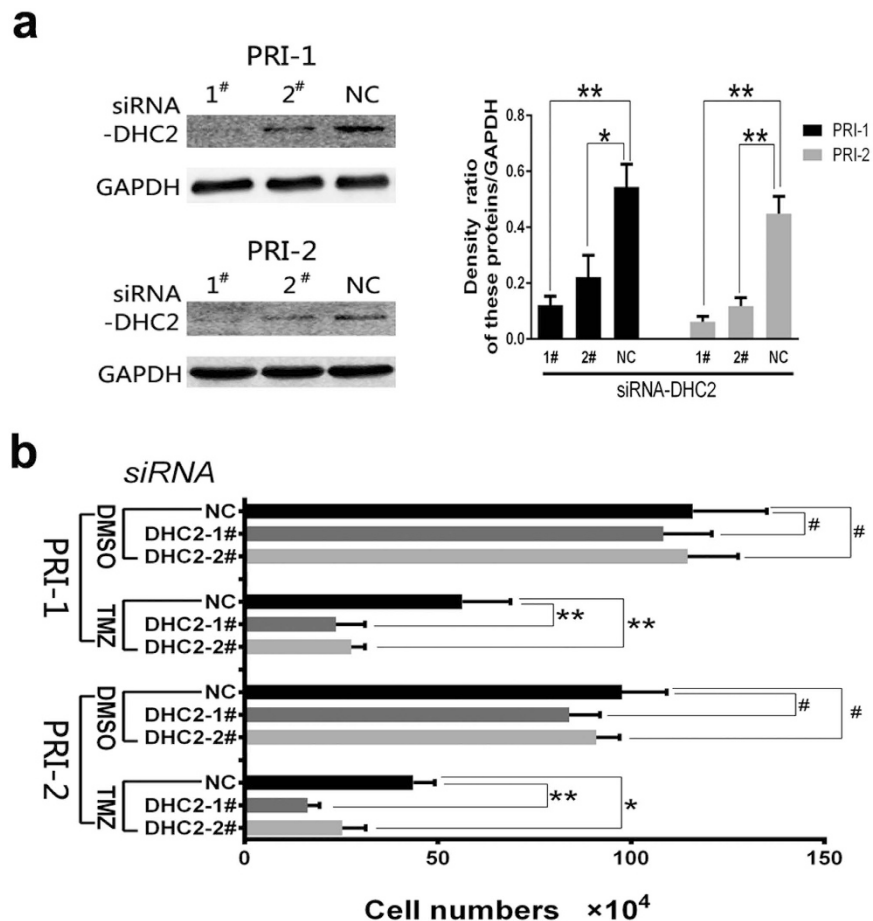 a
PRI-1
siRNA -DHC2
1# 2# NC
GAPDH
PRI-2
siRNA -DHC2
1# 2# NC
GAPDH
Density ratio
of these proteins/GAPDH
0.8
0.6
0.4
0.2
0.0
** * ** **
PRI-1
PRI-2
1# 2# NC 1# 2# NC
siRNA-DHC2
b
siRNA
PRI-1
DMSO
NC
DHC2-1#
DHC2-2#
# #
TMZ
NC
DHC2-1#
DHC2-2#
** **
PRI-2
DMSO
NC
DHC2-1#
DHC2-2#
# #
TMZ
NC
DHC2-1#
DHC2-2#
** *
0 50 100 150
Cell numbers ×10⁴